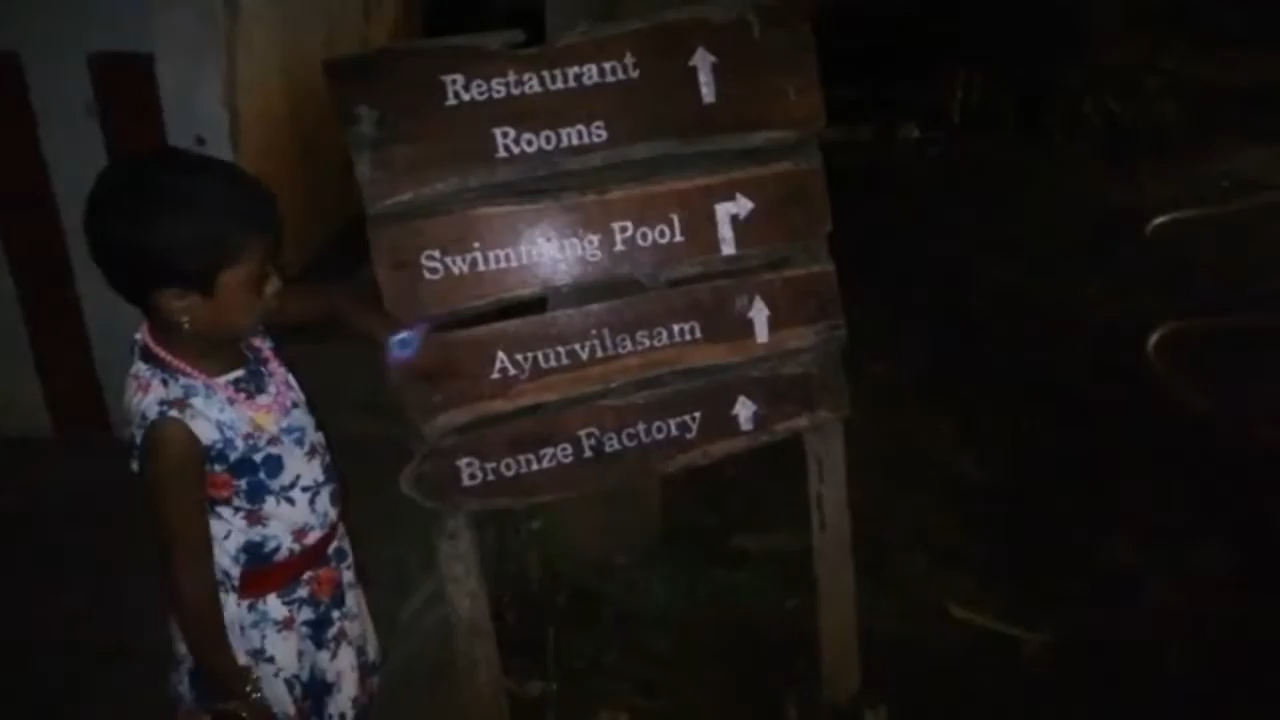 Restaurant
Rooms
Swimming Pool
Ayurvilasam
Bronze Factory